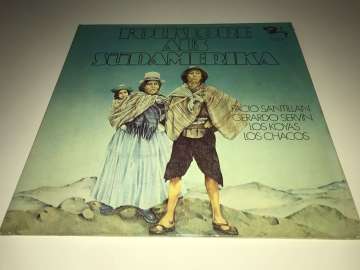 FOLKLORE
AUS
SÜDAMERIKA
FACIO SANTILLAN
GERARDO SERVIN
LOS KOYAS
LOS CHACOS